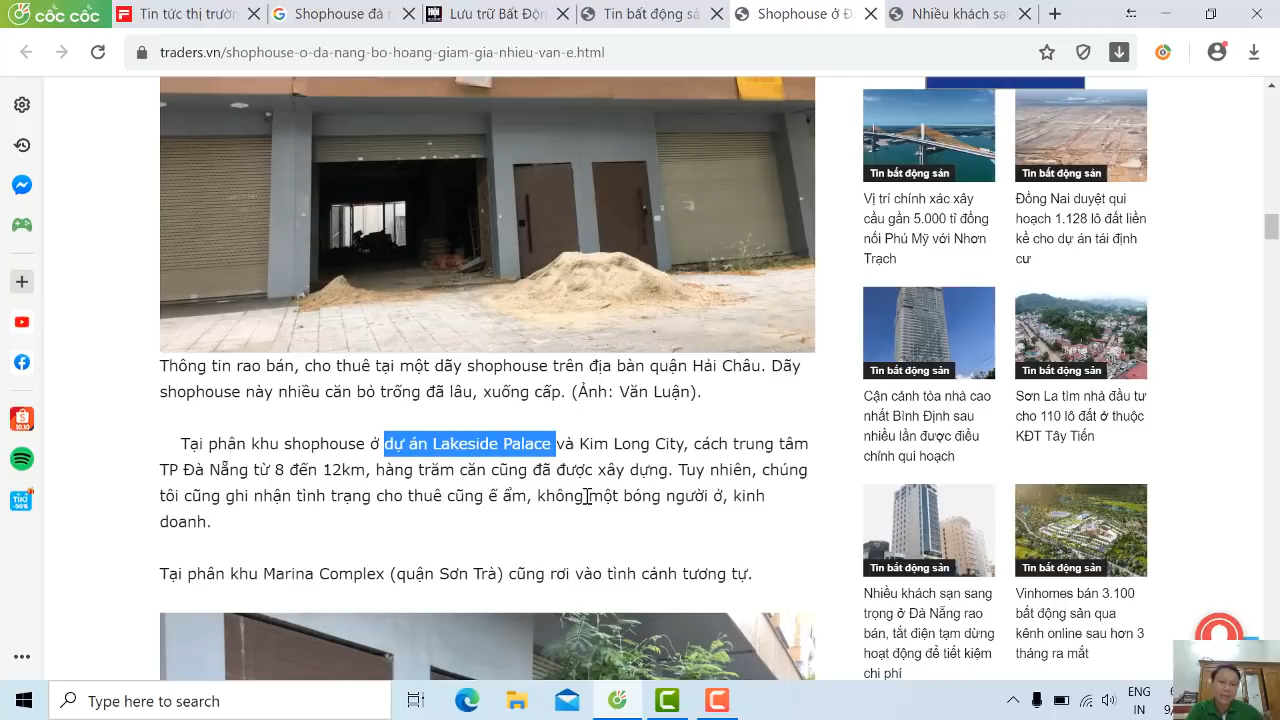 cốc cốc
Tin tức thị trườn
Shophouse đà n
Lưu trữ Bất Độn
Tin bất động sả
Shophouse ở Đ
Nhiều khách sạn
traders.vn/shophouse-o-da-nang-bo-hoang-giam-gia-nhieu-van-e.html
Thông tin rao bán, cho thuê tại một dãy shophouse trên địa bàn quận Hải Châu. Dãy
shophouse này nhiều căn bỏ trống đã lâu, xuống cấp. (Ảnh: Văn Luận).
Tại phân khu shophouse ở dự án Lakeside Palace và Kim Long City, cách trung tâm
TP Đà Nẵng từ 8 đến 12km, hàng trăm căn cũng đã được xây dựng. Tuy nhiên, chúng
tôi cũng ghi nhận tình trạng cho thuê cũng ế ẩm, không một bóng người ở, kinh
doanh.
Tại phân khu Marina Complex (quận Sơn Trà) cũng rơi vào tình cảnh tương tự.
Tin bất động sản
Vị trí chính xác xây
cầu gần 5.000 tỉ đồng
nối Phú Mỹ với Nhơn
Trạch
Tin bất động sản
Đồng Nai duyệt qui
hoạch 1.128 lô đất liền
kề cho dự án tái định
cư
Tin bất động sản
Cận cảnh tòa nhà cao
nhất Bình Định sau
nhiều lần được điều
chỉnh qui hoạch
Tin bất động sản
Sơn La tìm nhà đầu tư
cho 110 lô đất ở thuộc
KĐT Tây Tiến
Tin bất động sản
Nhiều khách sạn sang
trọng ở Đà Nẵng rao
bán, tắt điện tạm dừng
hoạt động để tiết kiệm
chi phí
Tin bất động sản
Vinhomes bán 3.100
bất động sản qua
kênh online sau hơn 3
tháng ra mắt
Type here to search
ENG
IN